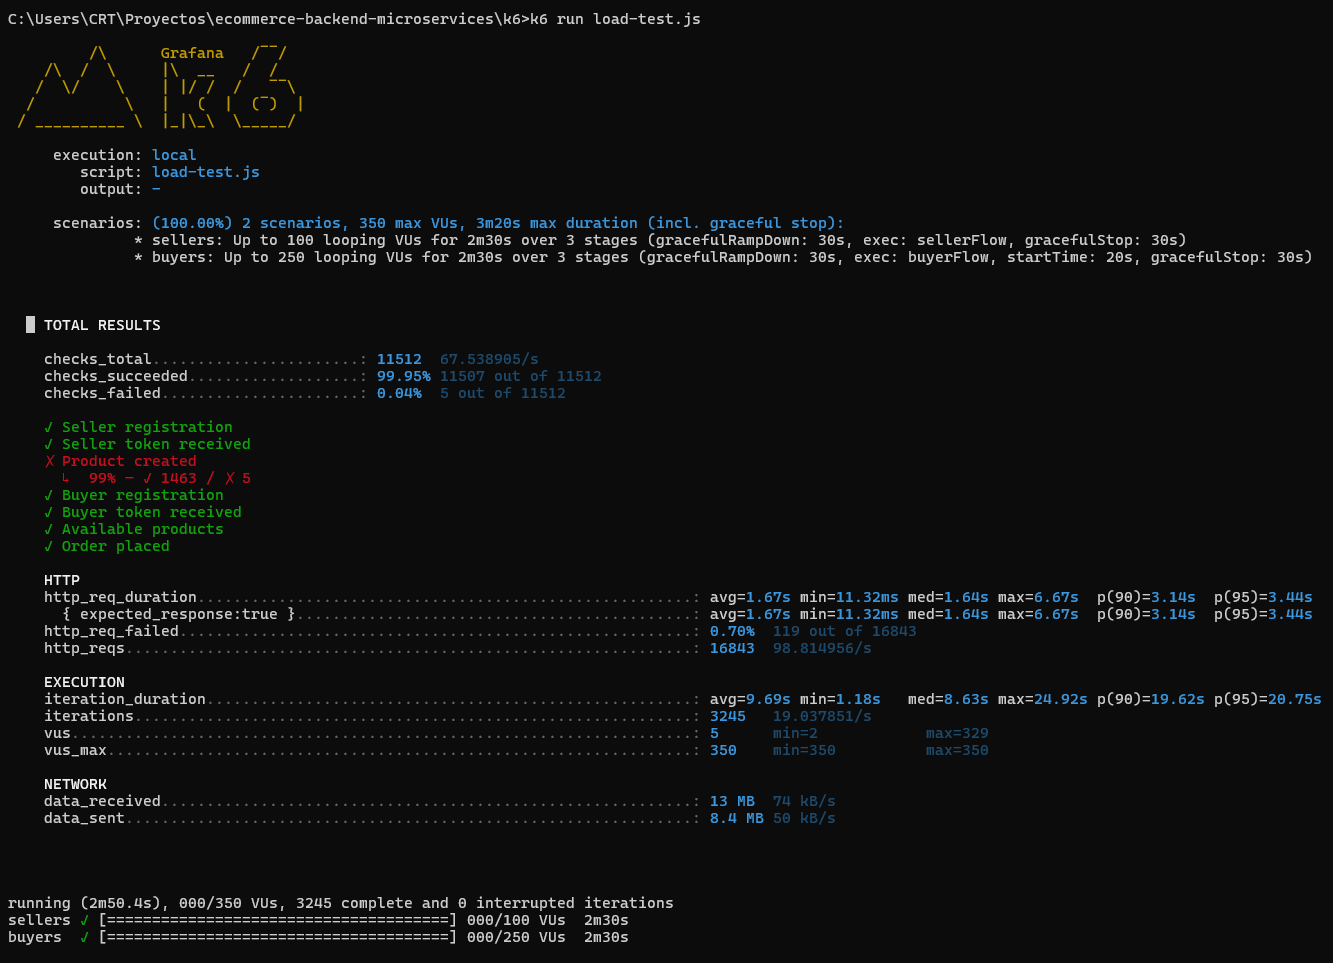 C:\Users\CRT\Proyectos\ecommerce-backend-microservices\k6>k6 run load-test.js
Grafana
execution: local
script: load-test.js
output: -
scenarios: (100.00%) 2 scenarios, 350 max VUs, 3m20s max duration (incl. graceful stop):
* sellers: Up to 100 looping VUs for 2m30s over 3 stages (gracefulRampDown: 30s, exec: sellerFlow, gracefulStop: 30s)
* buyers: Up to 250 looping VUs for 2m30s over 3 stages (gracefulRampDown: 30s, exec: buyerFlow, startTime: 20s, gracefulStop: 30s)
█ TOTAL RESULTS
checks_total.......................: 11512 67.538905/s
checks_succeeded...................: 99.95% 11507 out of 11512
checks_failed......................: 0.04% 5 out of 11512
✓ Seller registration
✓ Seller token received
✗ Product created
↳ 99% — ✓ 1463 / ✗ 5
✓ Buyer registration
✓ Buyer token received
✓ Available products
✓ Order placed
HTTP
http_req_duration.......................................................: avg=1.67s min=11.32ms med=1.64s max=6.67s p(90)=3.14s p(95)=3.44s
{ expected_response:true }............................................: avg=1.67s min=11.32ms med=1.64s max=6.67s p(90)=3.14s p(95)=3.44s
http_req_failed.........................................................: 0.70% 119 out of 16843
http_reqs...............................................................: 16843 98.814956/s
EXECUTION
iteration_duration......................................................: avg=9.69s min=1.18s med=8.63s max=24.92s p(90)=19.62s p(95)=20.75s
iterations..............................................................: 3245 19.037851/s
vus.....................................................................: 5 min=2 max=329
vus_max.................................................................: 350 min=350 max=350
NETWORK
data_received...........................................................: 13 MB 74 kB/s
data_sent...............................................................: 8.4 MB 50 kB/s
running (2m50.4s), 000/350 VUs, 3245 complete and 0 interrupted iterations
sellers ✓ [======================================] 000/100 VUs 2m30s
buyers ✓ [======================================] 000/250 VUs 2m30s